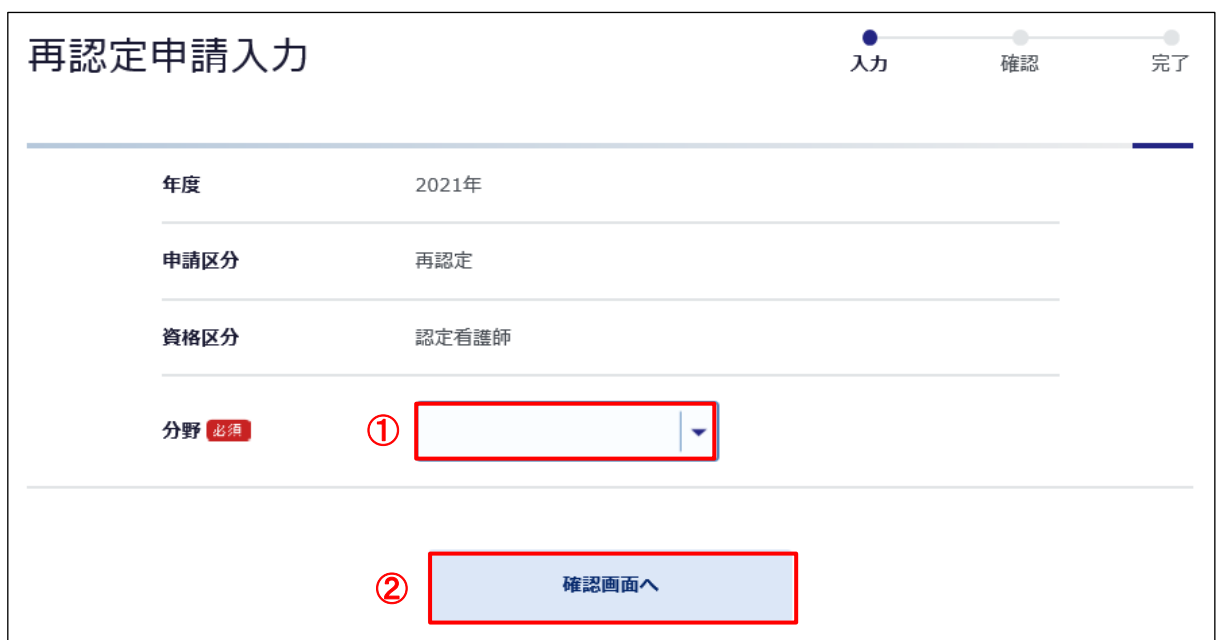 再認定申請入力
入力 確認 完了
年度 2021年
申請区分 再認定
資格区分 認定看護師
分野 必須 ①
② 確認画面へ